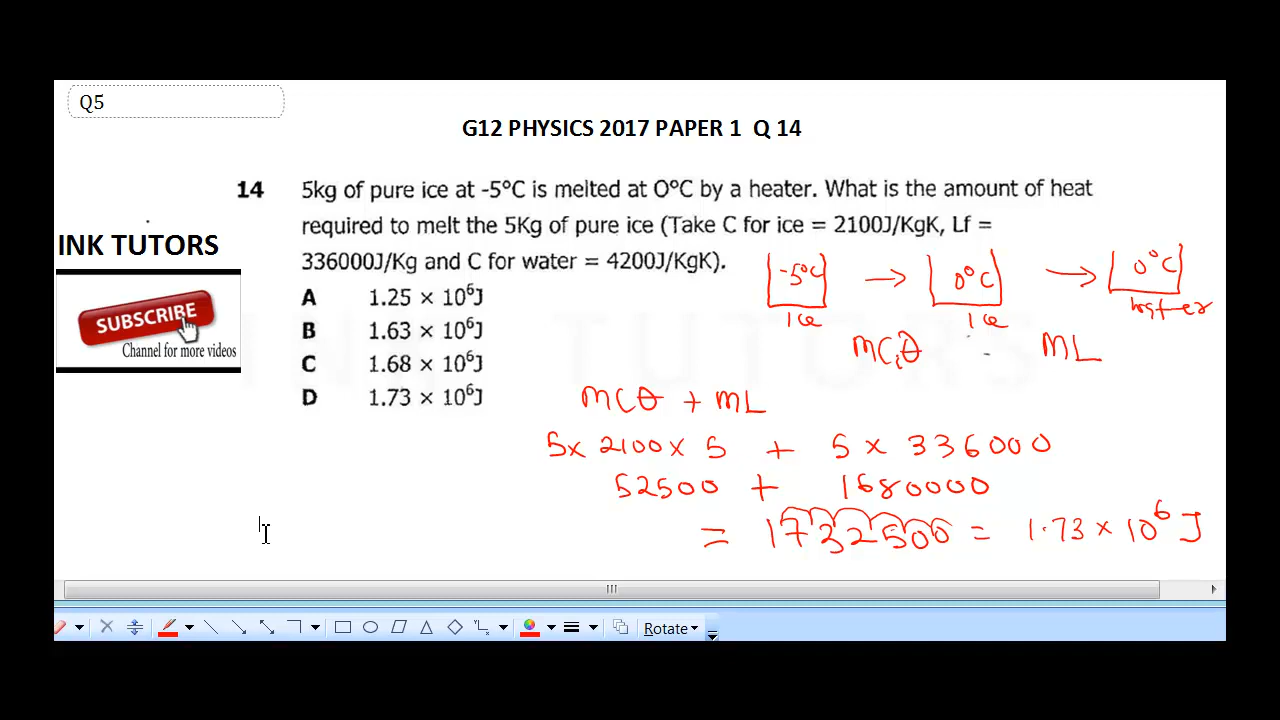 Q5
G12 PHYSICS 2017 PAPER 1 Q 14
14 5kg of pure ice at -5°C is melted at O°C by a heater. What is the amount of heat
required to melt the 5Kg of pure ice (Take C for ice = 2100J/KgK, Lf =
336000J/Kg and C for water = 4200J/KgK).
INK TUTORS
SUBSCRIBE
Channel for more videos
A 1.25 × 10⁶J
B 1.63 × 10⁶J
C 1.68 × 10⁶J
D 1.73 × 10⁶J
-5°C → 0°C → 0°C
Ice Ice
MCᵢθ ML
MCθ + ML
5 x 2100 x 5 + 5 x 336000
52500 + 1680000
= 1732500 = 1.73 × 10⁶ J
INK TUTORS
Rotate